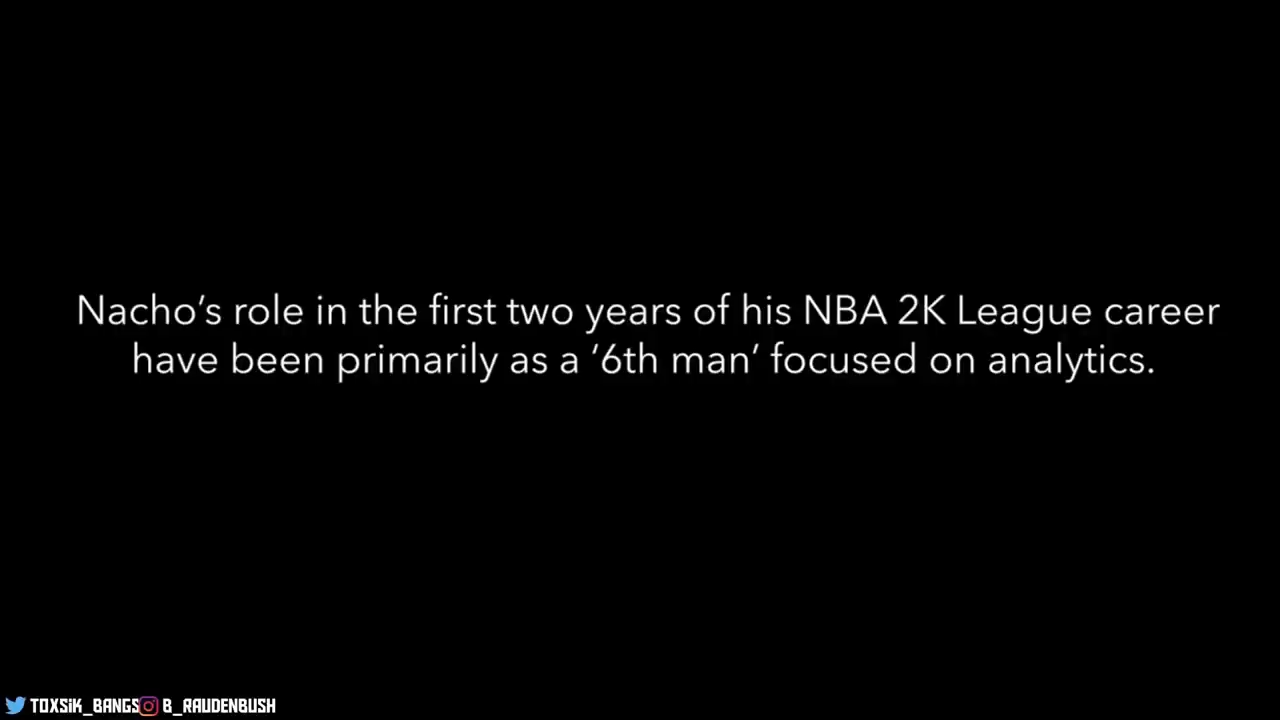 Nacho’s role in the first two years of his NBA 2K League career
have been primarily as a ‘6th man’ focused on analytics.
TOXSiK_BANGS B_RAUDENBUSH